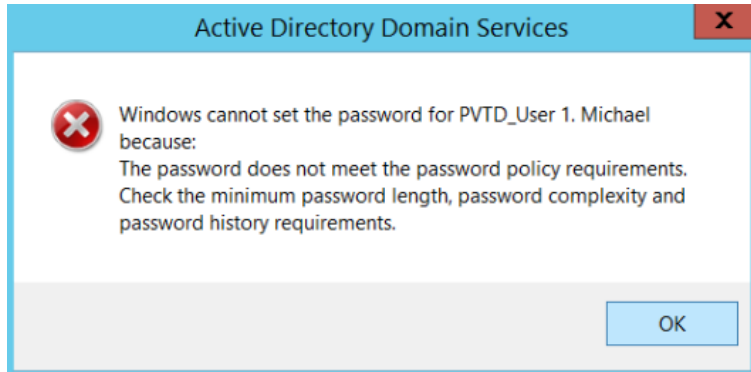 Active Directory Domain Services
X
Windows cannot set the password for PVTD_User 1. Michael
because:
The password does not meet the password policy requirements.
Check the minimum password length, password complexity and
password history requirements.
OK